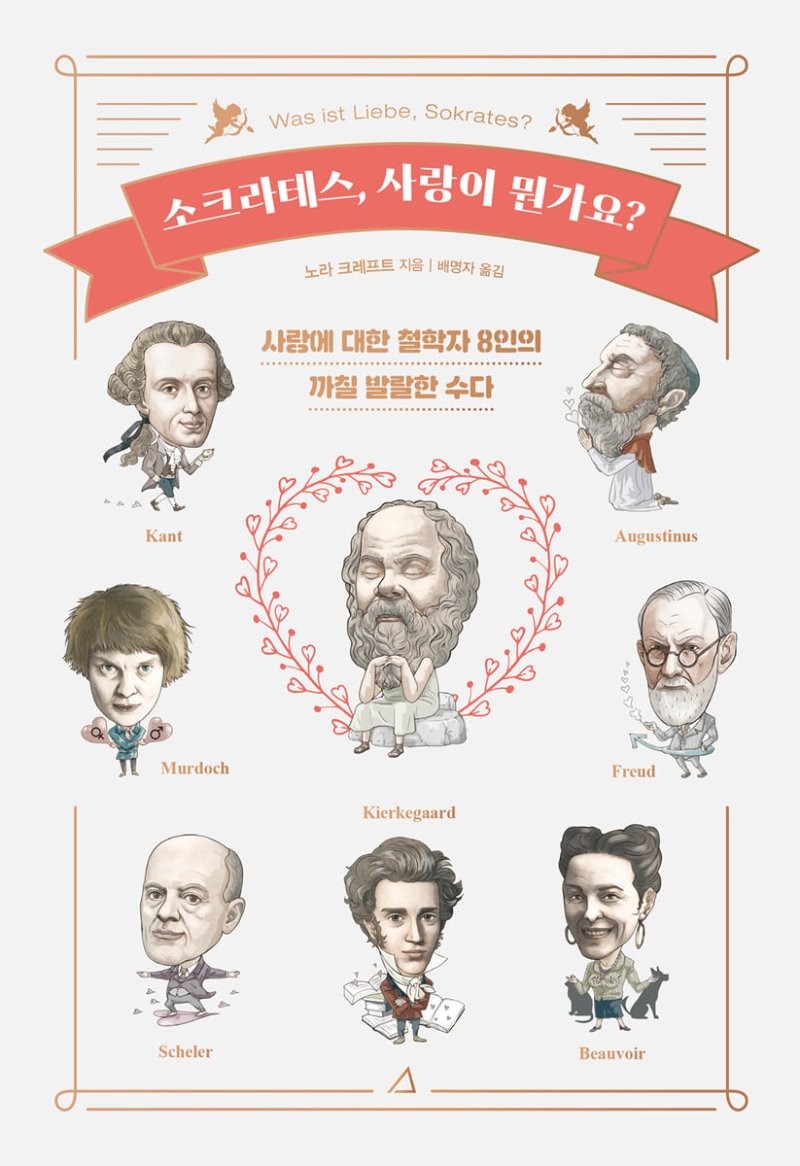 Was ist Liebe, Sokrates?
소크라테스, 사랑이 뭔가요?
노라 크레프트 지음 | 배명자 옮김
사랑에 대한 철학자 8인의
까칠 발랄한 수다
Kant
Augustinus
Murdoch
Freud
Kierkegaard
Scheler
Beauvoir